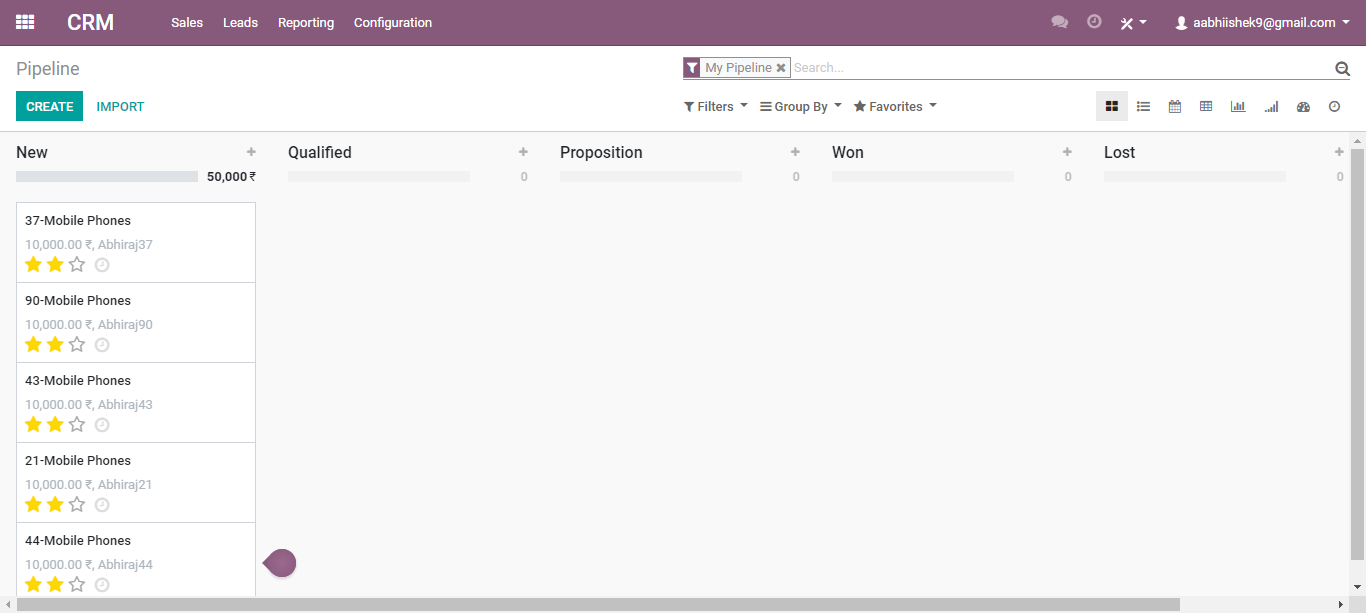 CRM Sales Leads Reporting Configuration aabhiishek9@gmail.com
Pipeline My Pipeline Search...
CREATE IMPORT Filters Group By Favorites
New Qualified Proposition Won Lost
50,000 ₹ 0 0 0 0
37-Mobile Phones
10,000.00 ₹, Abhiraj37
90-Mobile Phones
10,000.00 ₹, Abhiraj90
43-Mobile Phones
10,000.00 ₹, Abhiraj43
21-Mobile Phones
10,000.00 ₹, Abhiraj21
44-Mobile Phones
10,000.00 ₹, Abhiraj44